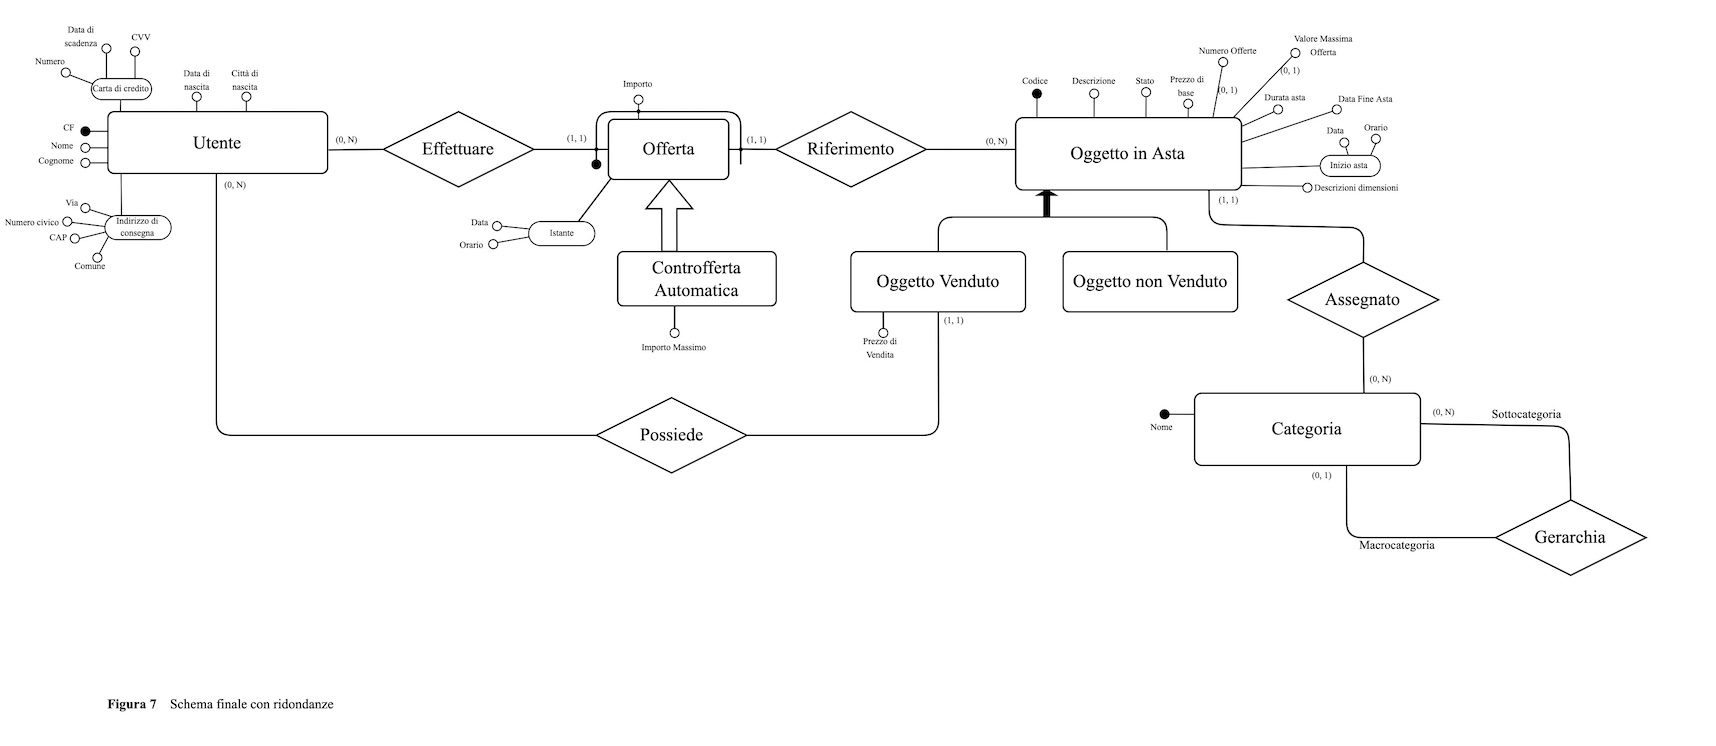 Data di
scadenza
CVV
Numero
Carta di credito
Data di
nascita
Città di
nascita
CF
Nome
Cognome
Utente
(0, N)
(0, N)
Via
Numero civico
CAP
Comune
Indirizzo di
consegna
Effettuare
(1, 1)
Importo
Offerta
(1, 1)
Data
Orario
Istante
Controfferta
Automatica
Importo Massimo
Riferimento
(0, N)
Codice
Descrizione
Stato
Prezzo di
base
Numero Offerte
(0, 1)
Valore Massima
Offerta
(0, 1)
Durata asta
Data Fine Asta
Data
Orario
Inizio asta
Descrizioni dimensioni
Oggetto in Asta
(1, 1)
Oggetto Venduto
(1, 1)
Prezzo di
Vendita
Oggetto non Venduto
Assegnato
(0, N)
Possiede
Nome
Categoria
(0, N)
Sottocategoria
(0, 1)
Macrocategoria
Gerarchia
Figura 7 Schema finale con ridondanze